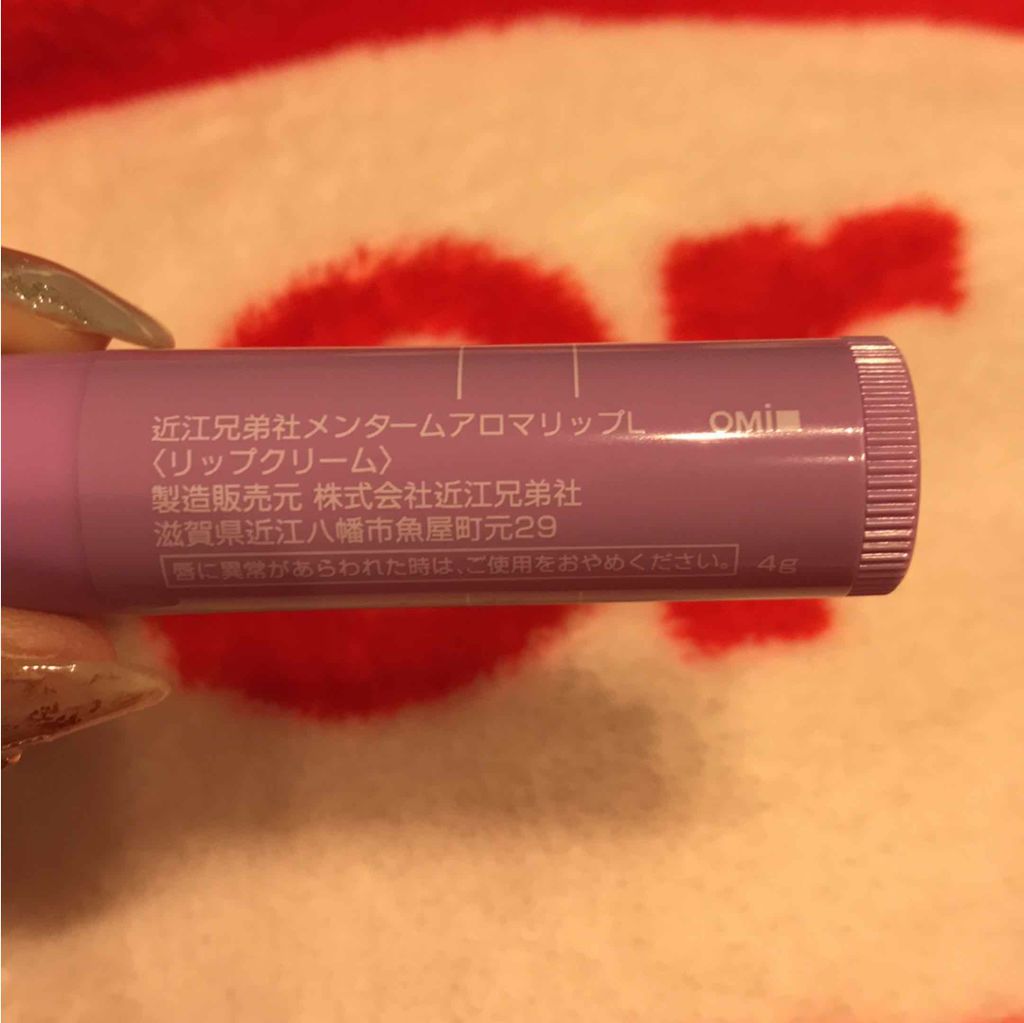 近江兄弟社メンタームアロマリップL
OMi
〈リップクリーム〉
製造販売元 株式会社近江兄弟社
滋賀県近江八幡市魚屋町元29
唇に異常があらわれた時は、ご使用をおやめください。
4g